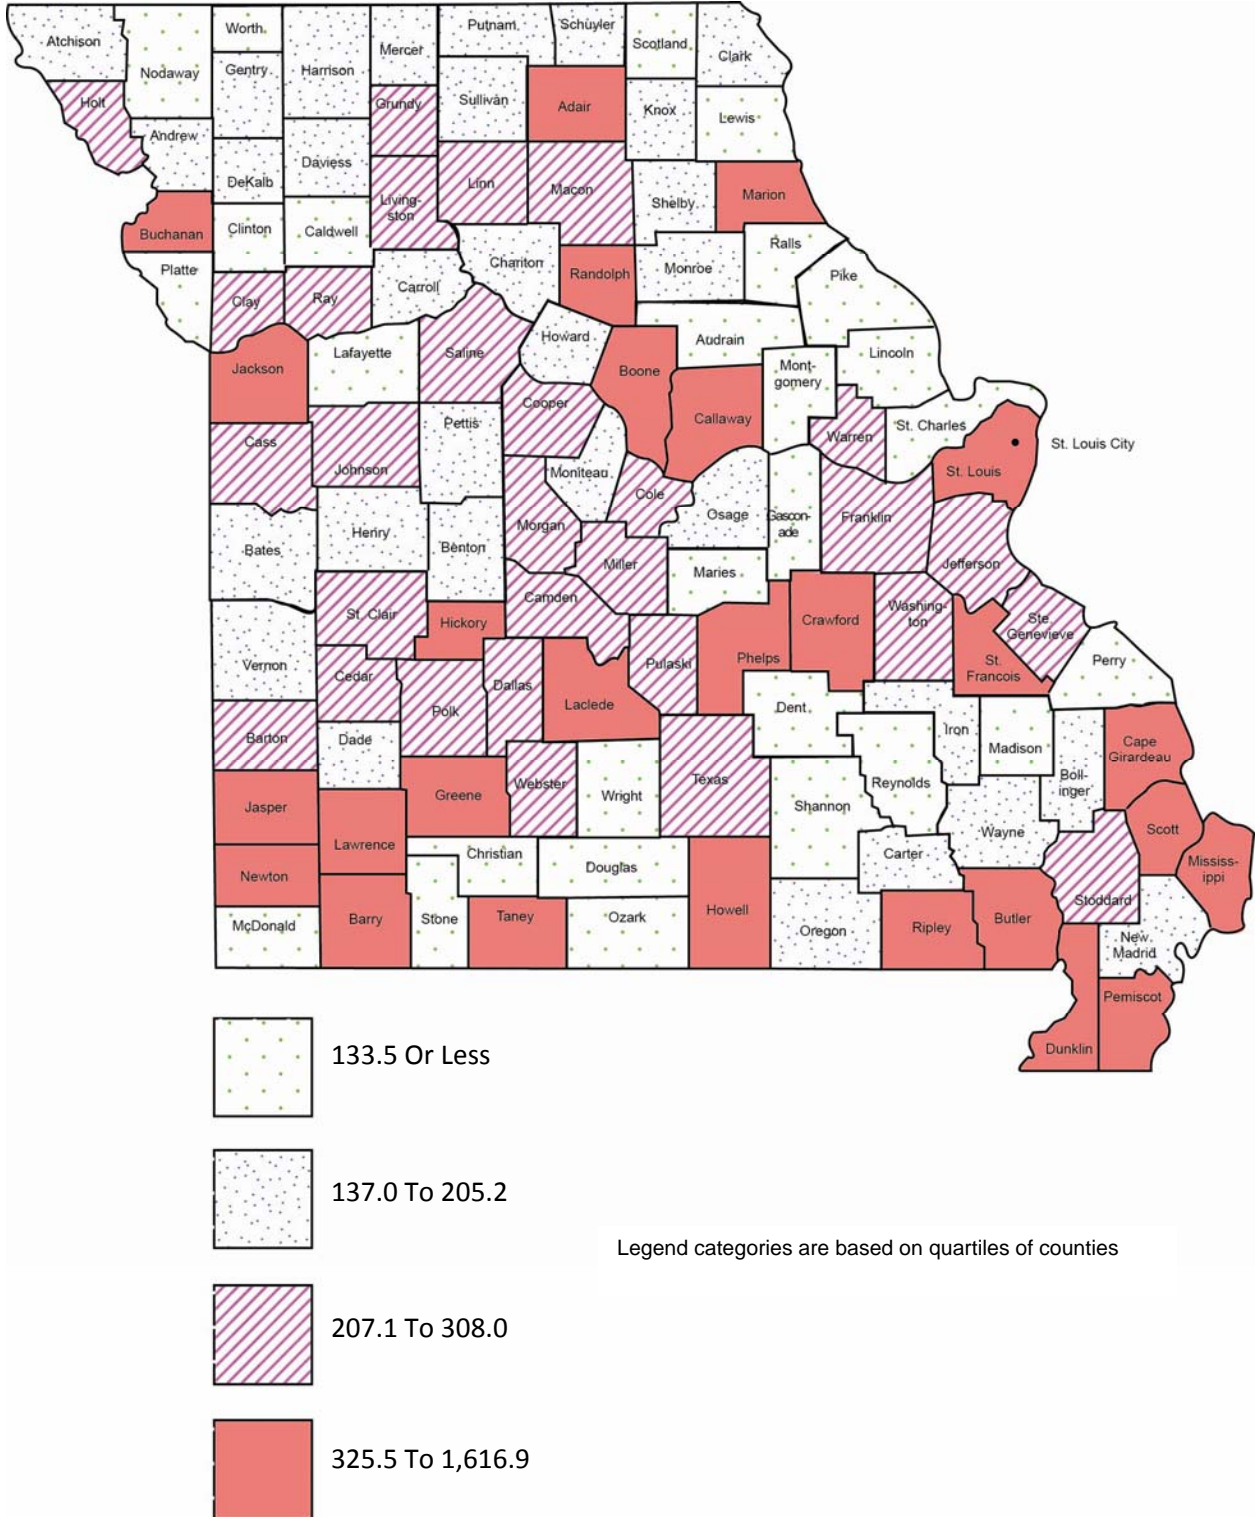 Atchison
Nodaway
Worth
Gentry
Harrison
Mercer
Putnam
Schuyler
Scotland
Clark
Holt
Andrew
DeKalb
Daviess
Grundy
Sullivan
Adair
Knox
Lewis
Buchanan
Clinton
Caldwell
Living-
ston
Linn
Macon
Shelby
Marion
Platte
Clay
Ray
Carroll
Chariton
Randolph
Monroe
Ralls
Pike
Jackson
Lafayette
Saline
Howard
Boone
Audrain
Mont-
gomery
Lincoln
Cass
Johnson
Pettis
Cooper
Callaway
Warren
St. Charles
St. Louis
St. Louis City
Moniteau
Cole
Osage
Gascon-
ade
Franklin
Jefferson
Bates
Henry
Benton
Morgan
Miller
Maries
Camden
St. Clair
Hickory
Pulaski
Phelps
Crawford
Washing-
ton
St.
Francois
Ste.
Genevieve
Perry
Vernon
Cedar
Polk
Dallas
Laclede
Dent
Iron
Madison
Boll-
inger
Cape
Girardeau
Barton
Dade
Greene
Webster
Wright
Texas
Shannon
Reynolds
Wayne
Scott
Mississ-
ippi
Jasper
Lawrence
Christian
Douglas
Carter
Stoddard
Newton
McDonald
Barry
Stone
Taney
Ozark
Howell
Oregon
Ripley
Butler
New
Madrid
Pemiscot
Dunklin
133.5 Or Less
137.0 To 205.2
Legend categories are based on quartiles of counties
207.1 To 308.0
325.5 To 1,616.9